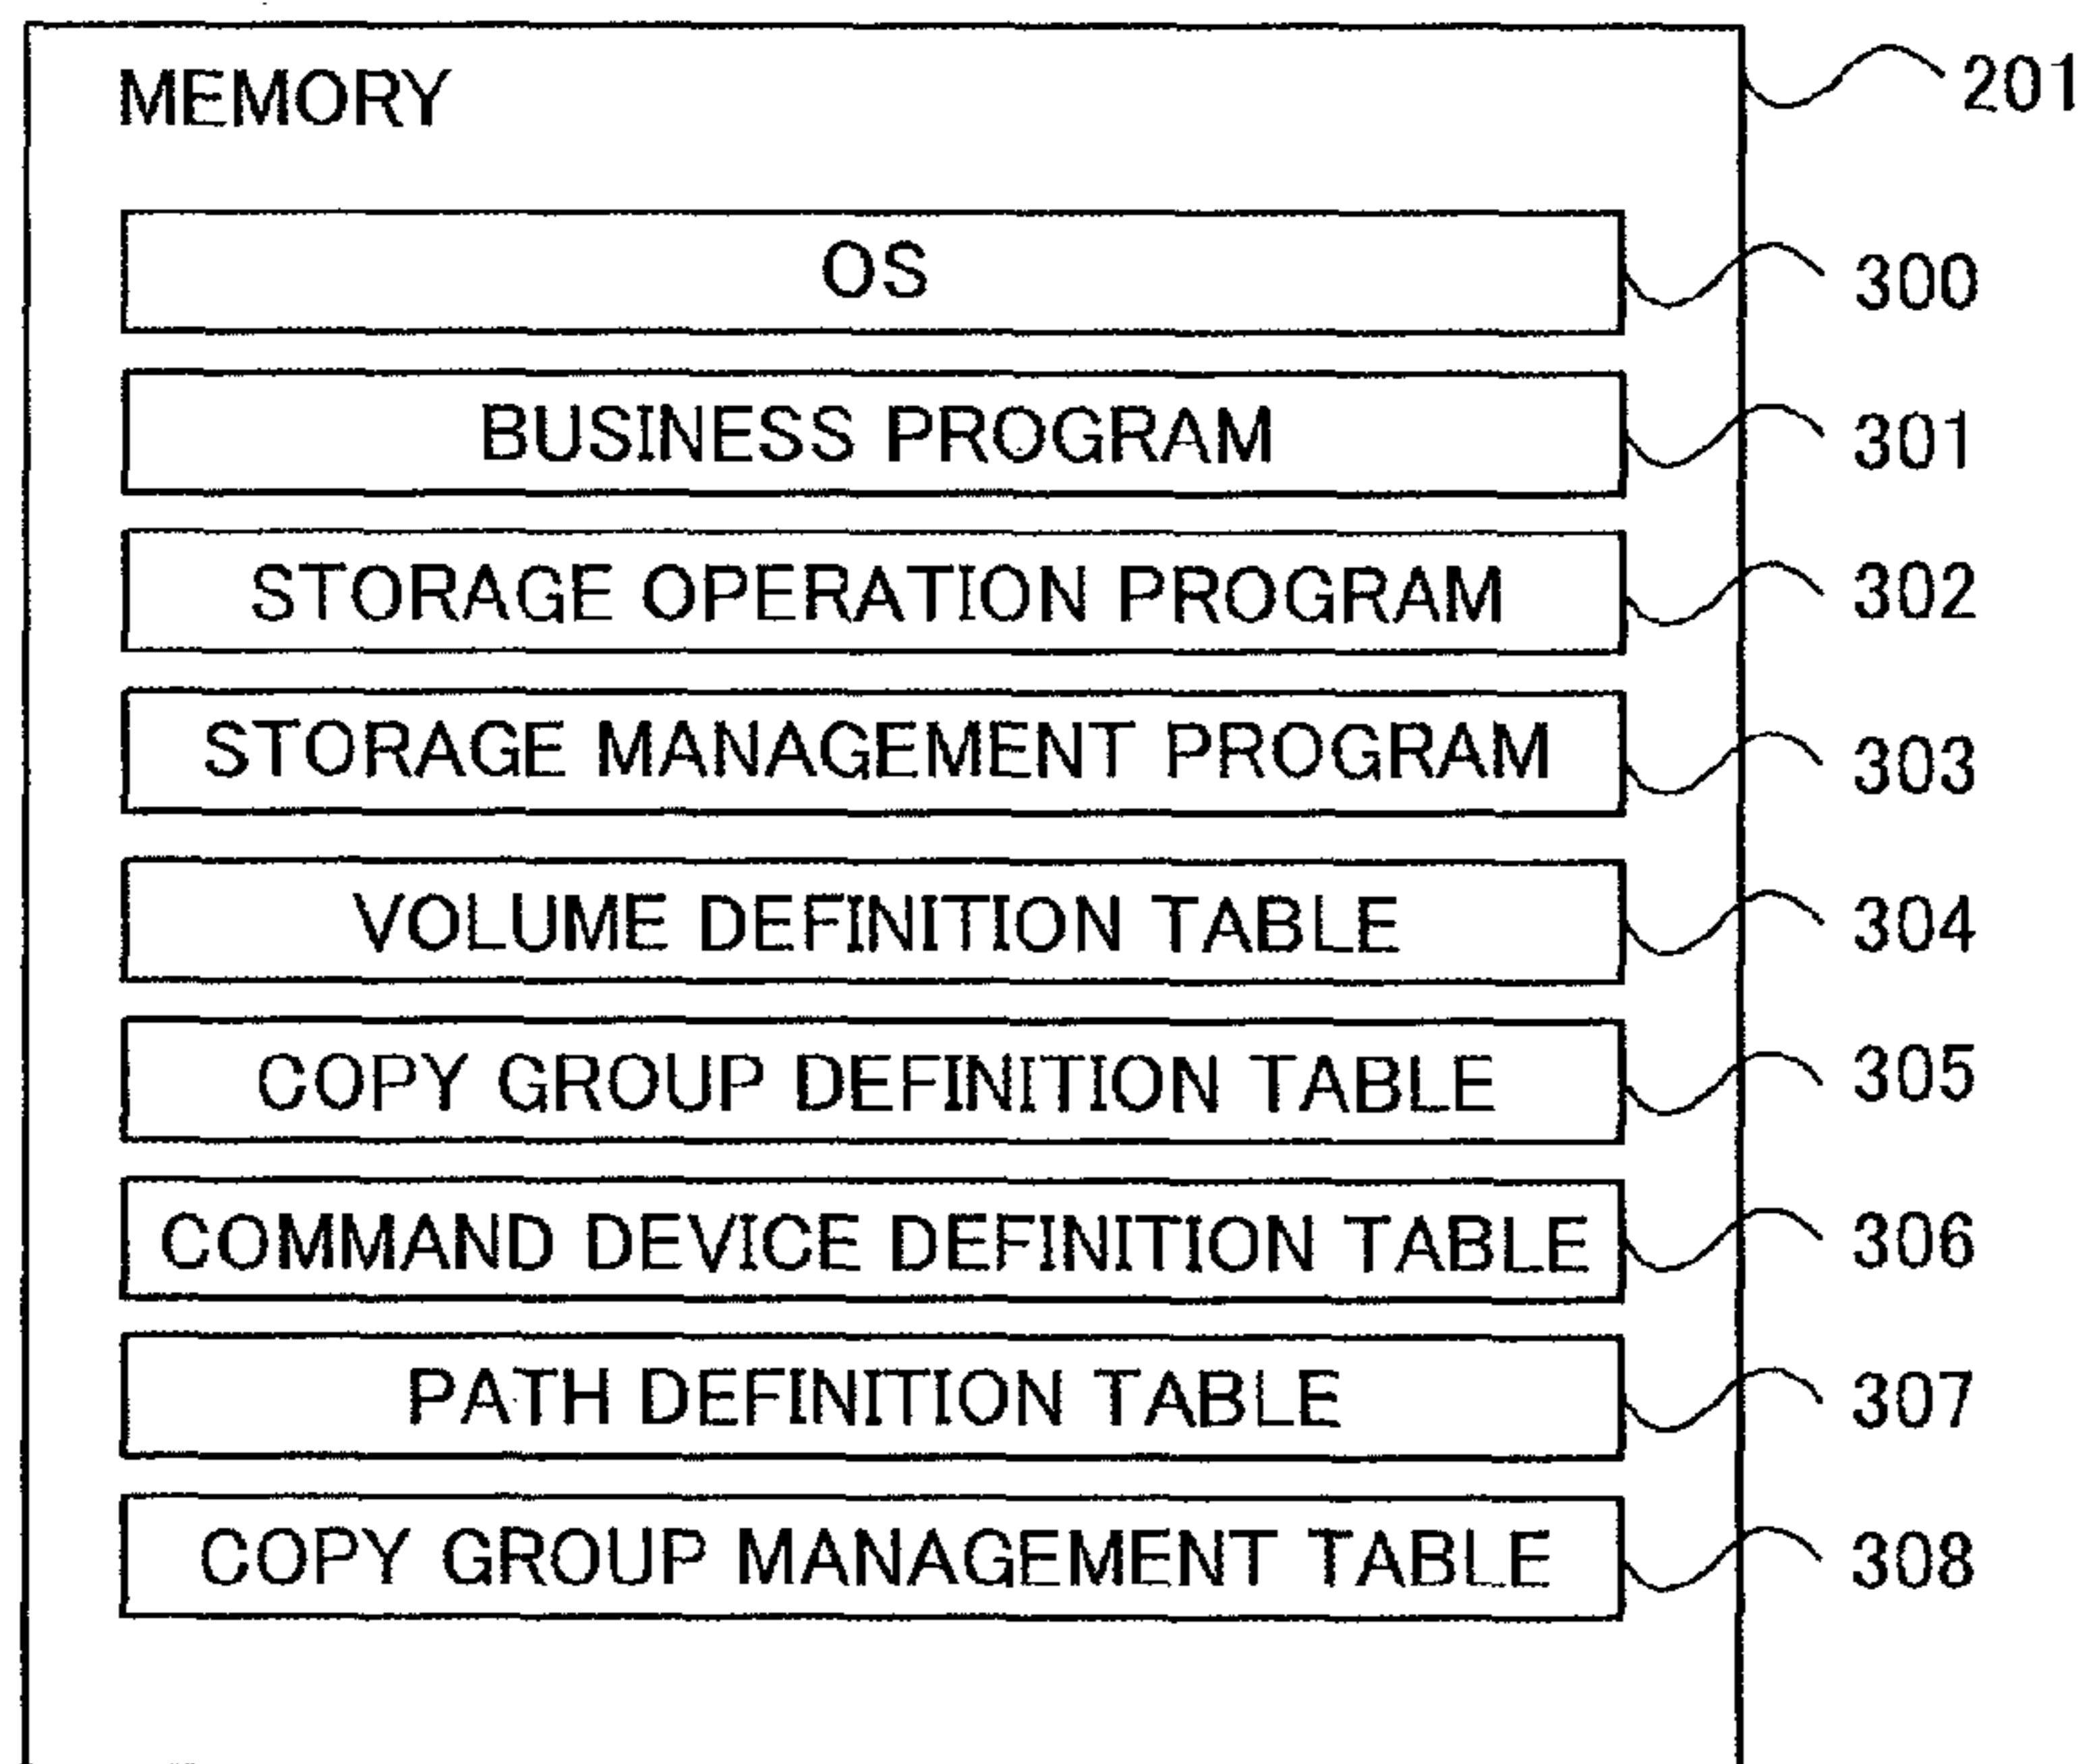 MEMORY 201
OS 300
BUSINESS PROGRAM 301
STORAGE OPERATION PROGRAM 302
STORAGE MANAGEMENT PROGRAM 303
VOLUME DEFINITION TABLE 304
COPY GROUP DEFINITION TABLE 305
COMMAND DEVICE DEFINITION TABLE 306
PATH DEFINITION TABLE 307
COPY GROUP MANAGEMENT TABLE 308